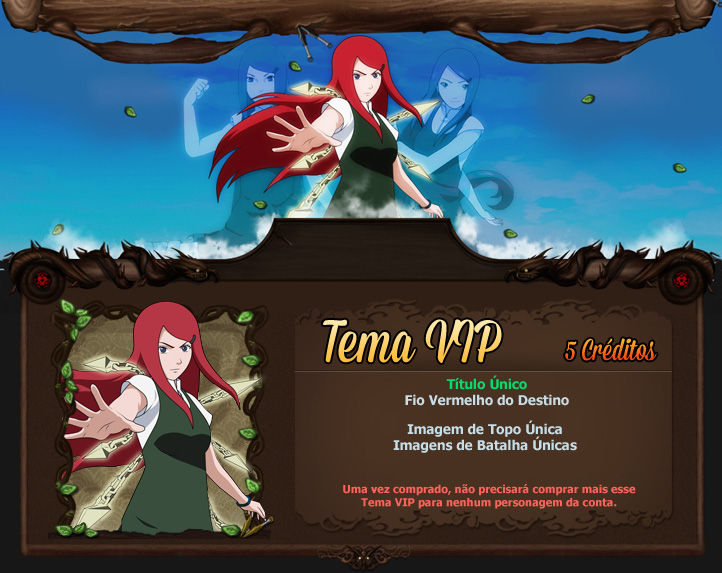 Tema VIP
5 Créditos
Título Único
Fio Vermelho do Destino
Imagem de Topo Única
Imagens de Batalha Únicas
Uma vez comprado, não precisará comprar mais esse
Tema VIP para nenhum personagem da conta.